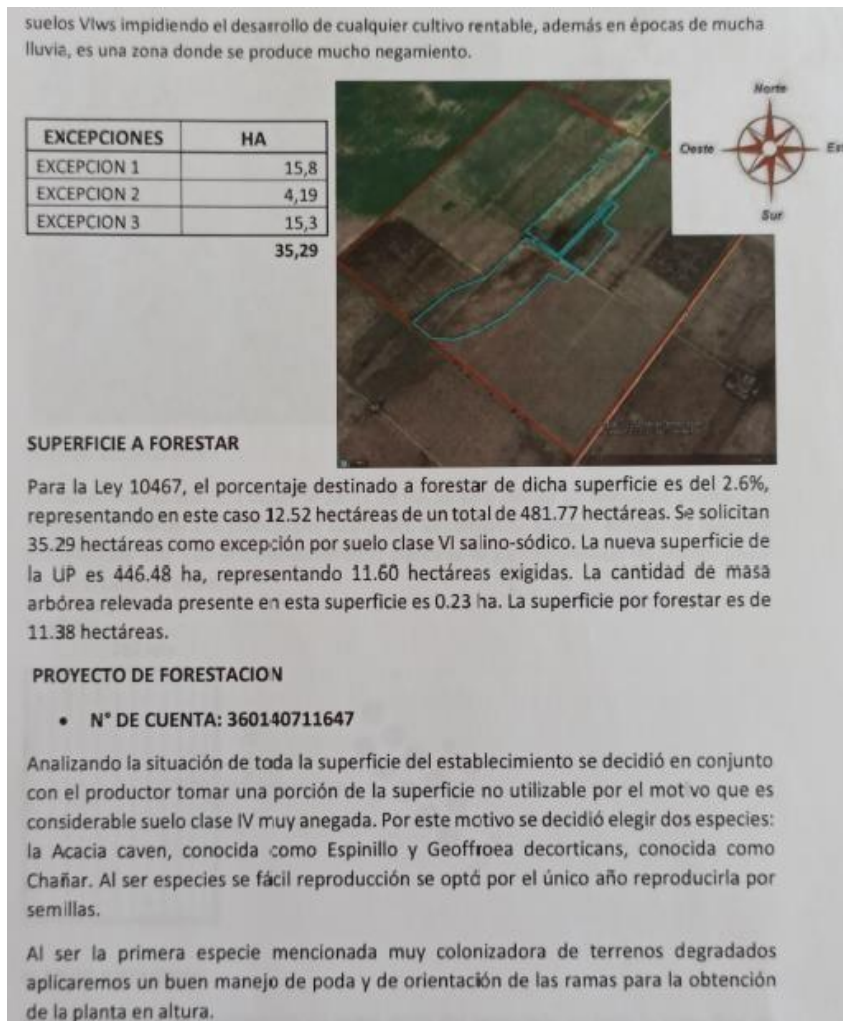 suelos VIws impidiendo el desarrollo de cualquier cultivo rentable, además en épocas de mucha
lluvia, es una zona donde se produce mucho negamiento.
EXCEPCIONES HA
EXCEPCION 1 15,8
EXCEPCION 2 4,19
EXCEPCION 3 15,3
35,29
Norte
Oeste
Est
Sur
SUPERFICIE A FORESTAR
Para la Ley 10467, el porcentaje destinado a forestar de dicha superficie es del 2.6%,
representando en este caso 12.52 hectáreas de un total de 481.77 hectáreas. Se solicitan
35.29 hectáreas como excepción por suelo clase VI salino-sódico. La nueva superficie de
la UP es 446.48 ha, representando 11.60 hectáreas exigidas. La cantidad de masa
arbórea relevada presente en esta superficie es 0.23 ha. La superficie por forestar es de
11.38 hectáreas.
PROYECTO DE FORESTACION
• N° DE CUENTA: 360140711647
Analizando la situación de toda la superficie del establecimiento se decidió en conjunto
con el productor tomar una porción de la superficie no utilizable por el motivo que es
considerable suelo clase IV muy anegada. Por este motivo se decidió elegir dos especies:
la Acacia caven, conocida como Espinillo y Geoffroea decorticans, conocida como
Chañar. Al ser especies se fácil reproducción se optó por el único año reproducirla por
semillas.
Al ser la primera especie mencionada muy colonizadora de terrenos degradados
aplicaremos un buen manejo de poda y de orientación de las ramas para la obtención
de la planta en altura.